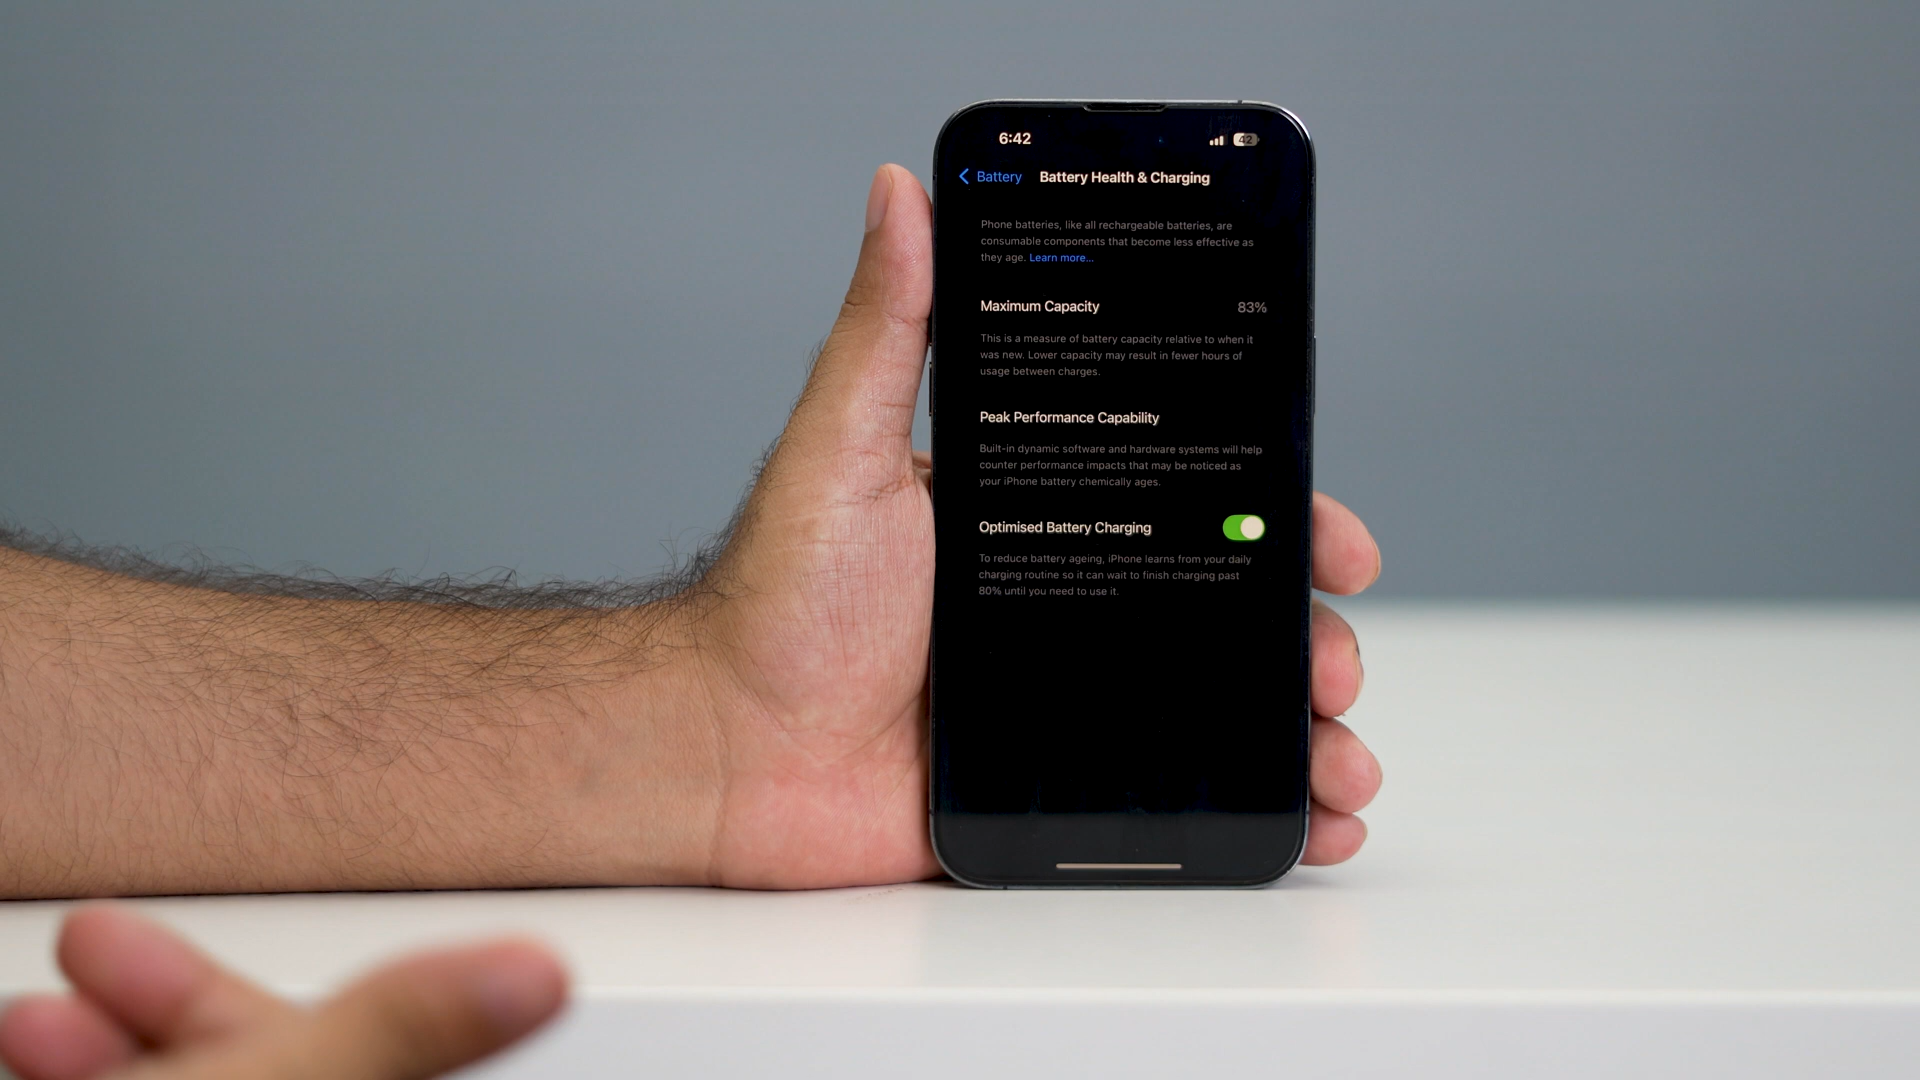 6:42
42
Battery
Battery Health & Charging
Phone batteries, like all rechargeable batteries, are
consumable components that become less effective as
they age. Learn more...
Maximum Capacity
83%
This is a measure of battery capacity relative to when it
was new. Lower capacity may result in fewer hours of
usage between charges.
Peak Performance Capability
Built-in dynamic software and hardware systems will help
counter performance impacts that may be noticed as
your iPhone battery chemically ages.
Optimised Battery Charging
To reduce battery ageing, iPhone learns from your daily
charging routine so it can wait to finish charging past
80% until you need to use it.